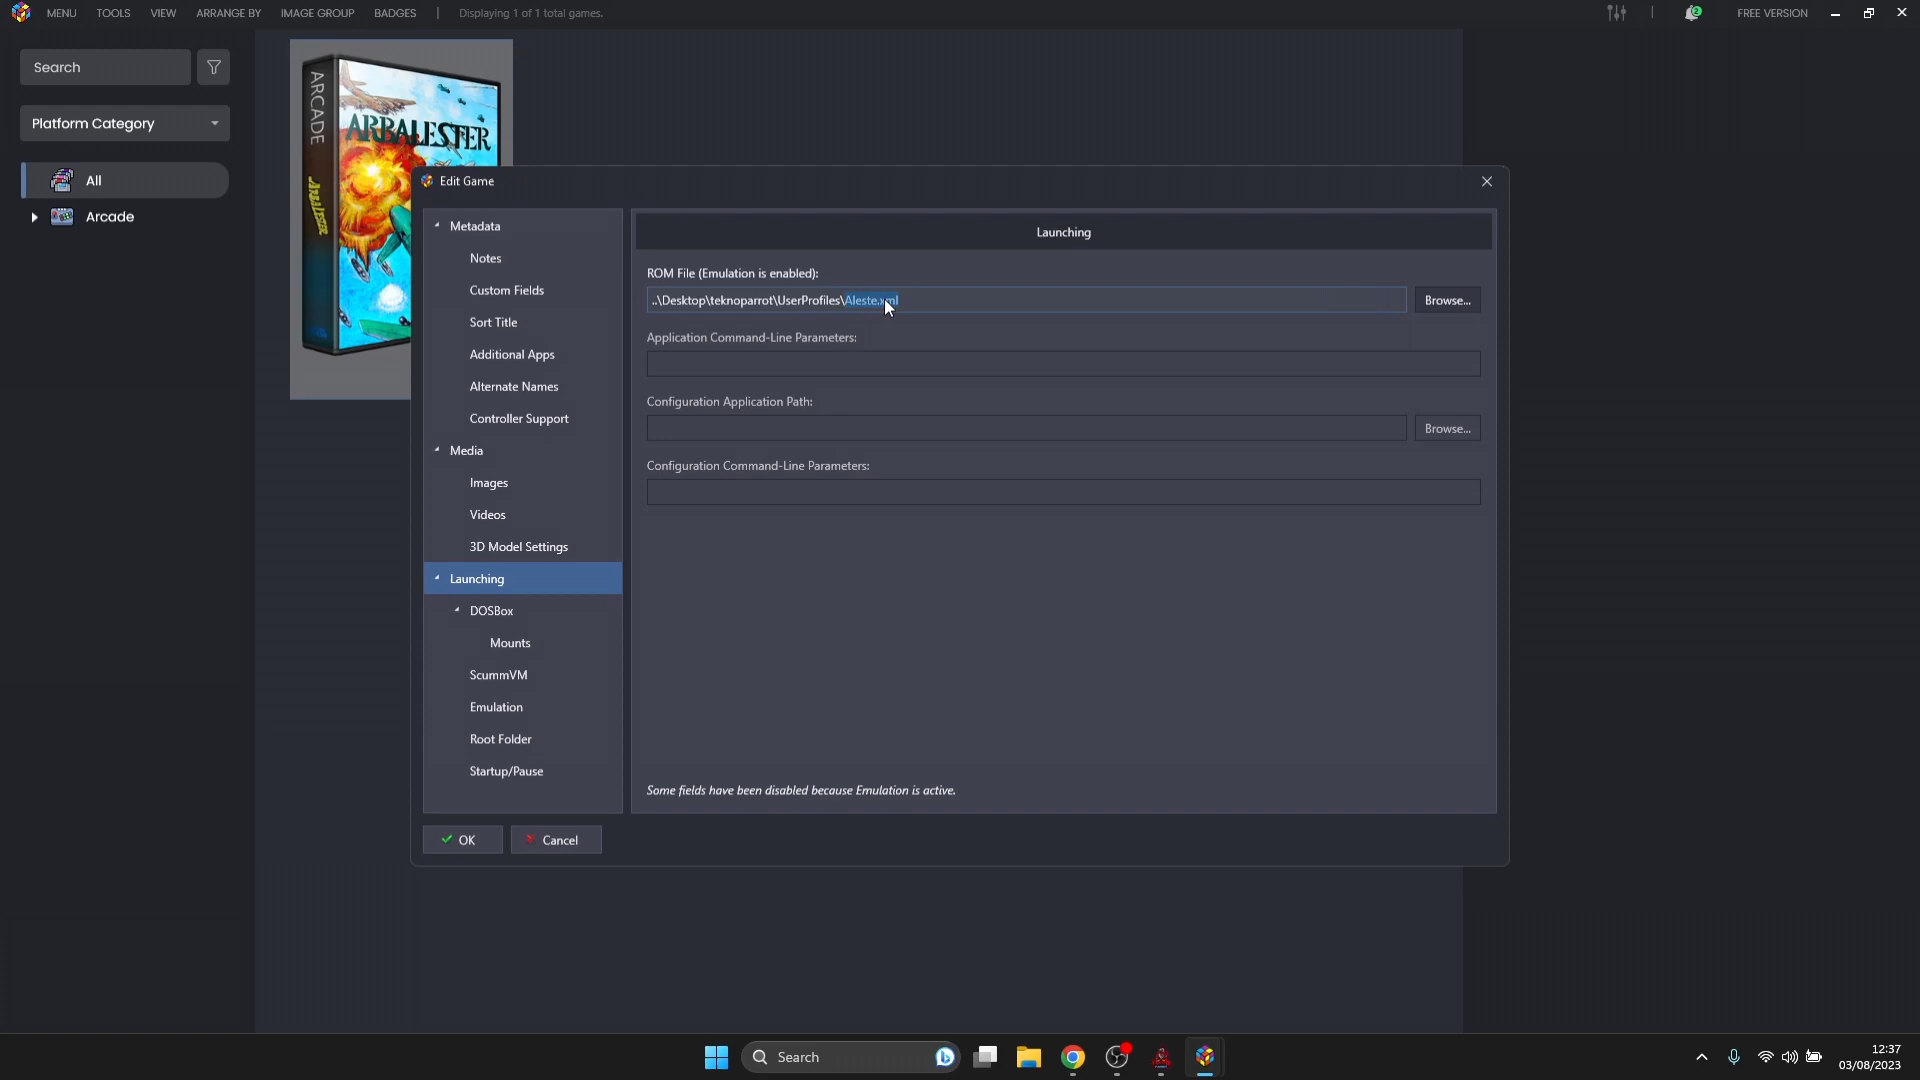 MENU TOOLS VIEW ARRANGE BY IMAGE GROUP BADGES | Displaying 1 of 1 total games. 2 | FREE VERSION
Search
Platform Category
All
Arcade
ARCADE
ARBALESTER
ARBALESTER
Edit Game
Metadata
Notes
Custom Fields
Sort Title
Additional Apps
Alternate Names
Controller Support
Media
Images
Videos
3D Model Settings
Launching
DOSBox
Mounts
ScummVM
Emulation
Root Folder
Startup/Pause
Launching
ROM File (Emulation is enabled):
..\Desktop\teknoparrot\UserProfiles\Aleste.xml
Browse...
Application Command-Line Parameters:
Configuration Application Path:
Browse...
Configuration Command-Line Parameters:
Some fields have been disabled because Emulation is active.
OK
Cancel
Search
12:37
03/08/2023